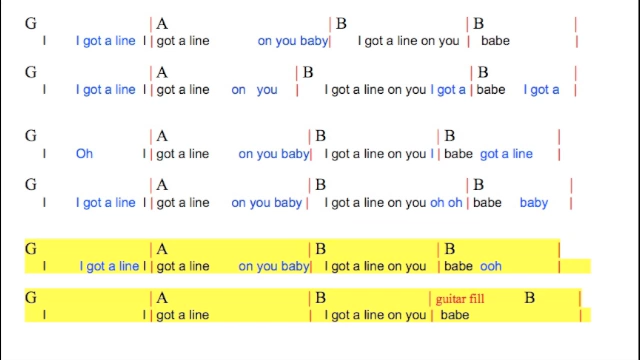 G | A | B | B |
I I got a line I | got a line on you baby| I got a line on you | babe |
G | A | B | B |
I I got a line I | got a line on you | I got a line on you I got a | babe I got a |
G | A | B | B |
I Oh I | got a line on you baby| I got a line on you I | babe got a line |
G | A | B | B |
I I got a line I | got a line on you baby | I got a line on you oh oh | babe baby |
G | A | B | B |
I I got a line I | got a line on you baby| I got a line on you | babe ooh |
G | A | B | guitar fill B |
I I | got a line | I got a line on you | babe |